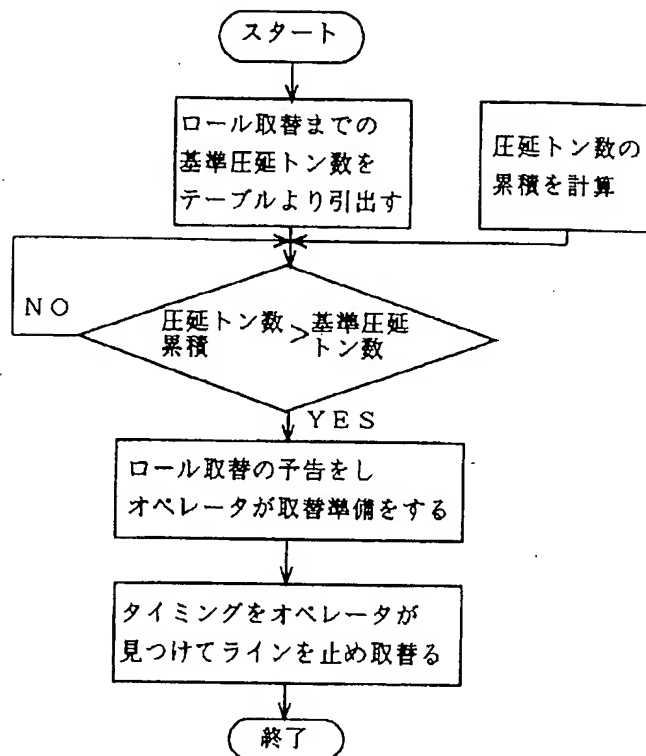 スタート
ロール取替までの
基準圧延トン数を
テーブルより引出す
圧延トン数の
累積を計算
NO
圧延トン数
累積
>
基準圧延
トン数
YES
ロール取替の予告をし
オペレータが取替準備をする
タイミングをオペレータが
見つけてラインを止め取替る
終了